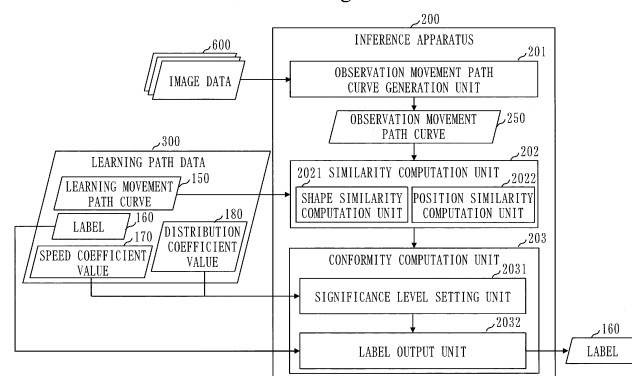 200
INFERENCE APPARATUS
600
IMAGE DATA
201
OBSERVATION MOVEMENT PATH
CURVE GENERATION UNIT
OBSERVATION MOVEMENT
PATH CURVE
250
300
LEARNING PATH DATA
LEARNING MOVEMENT
PATH CURVE
150
LABEL
160
170
SPEED COEFFICIENT
VALUE
180
DISTRIBUTION
COEFFICIENT
VALUE
202
SIMILARITY COMPUTATION UNIT
2021
SHAPE SIMILARITY
COMPUTATION UNIT
2022
POSITION SIMILARITY
COMPUTATION UNIT
203
CONFORMITY COMPUTATION UNIT
2031
SIGNIFICANCE LEVEL SETTING UNIT
2032
LABEL OUTPUT UNIT
160
LABEL